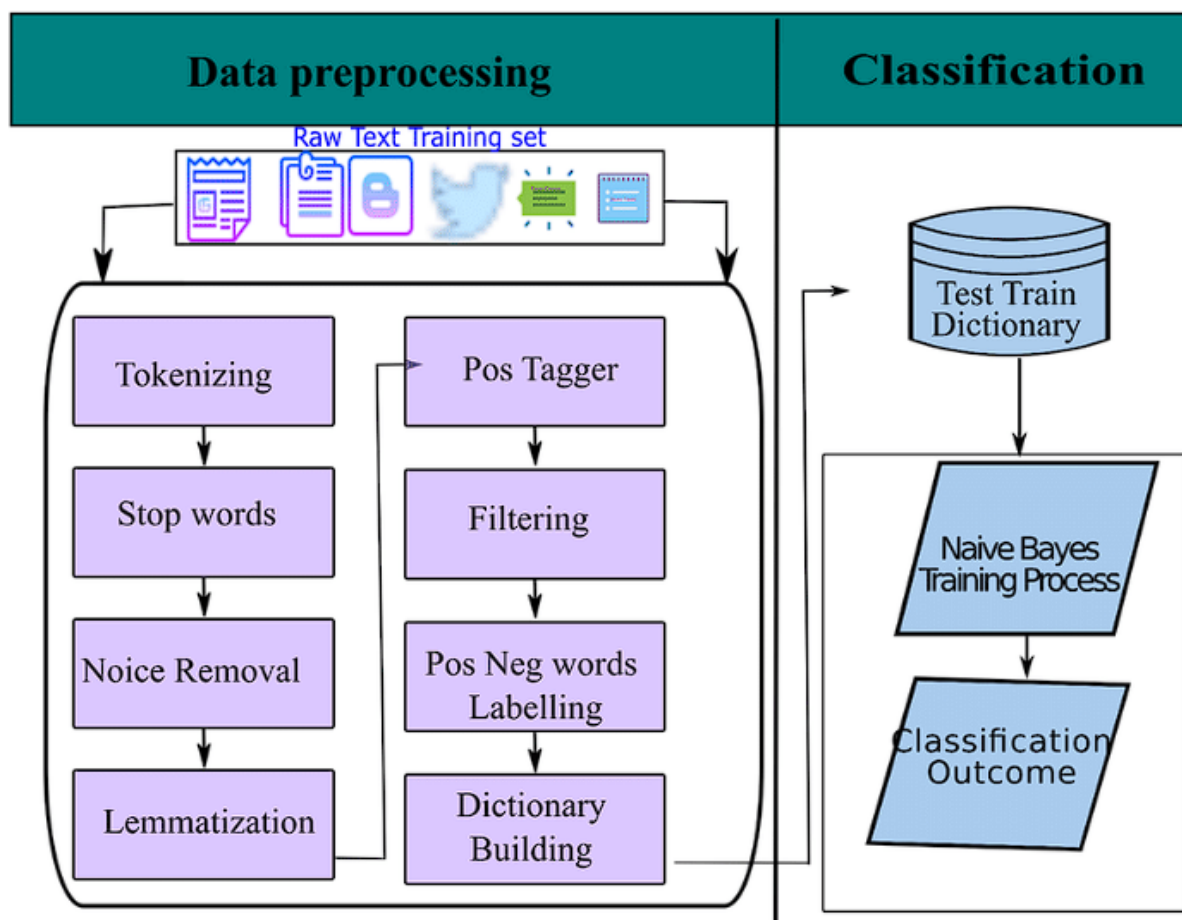 Data preprocessing
Classification
Raw Text Training set
Tokenizing
Stop words
Noice Removal
Lemmatization
Pos Tagger
Filtering
Pos Neg words
Labelling
Dictionary
Building
Test Train
Dictionary
Naive Bayes
Training Process
Classification
Outcome